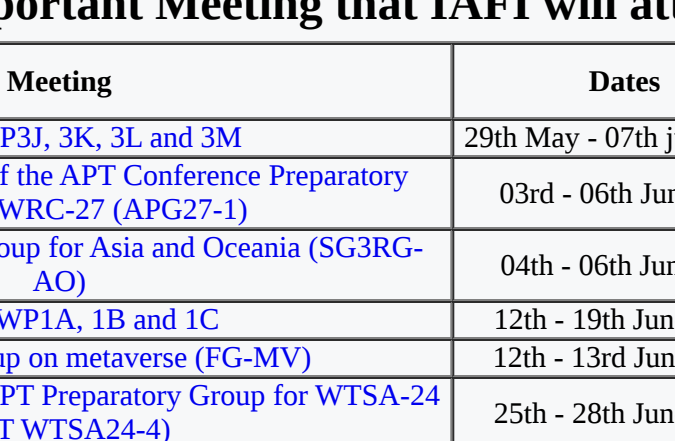 portant Meeting that IAFI will att
Meeting Dates
P3J, 3K, 3L and 3M 29th May - 07th j
f the APT Conference Preparatory
WRC-27 (APG27-1) 03rd - 06th Jun
oup for Asia and Oceania (SG3RG-
AO) 04th - 06th Jun
WP1A, 1B and 1C 12th - 19th Jun
up on metaverse (FG-MV) 12th - 13rd Jun
PT Preparatory Group for WTSA-24
T WTSA24-4) 25th - 28th Jun